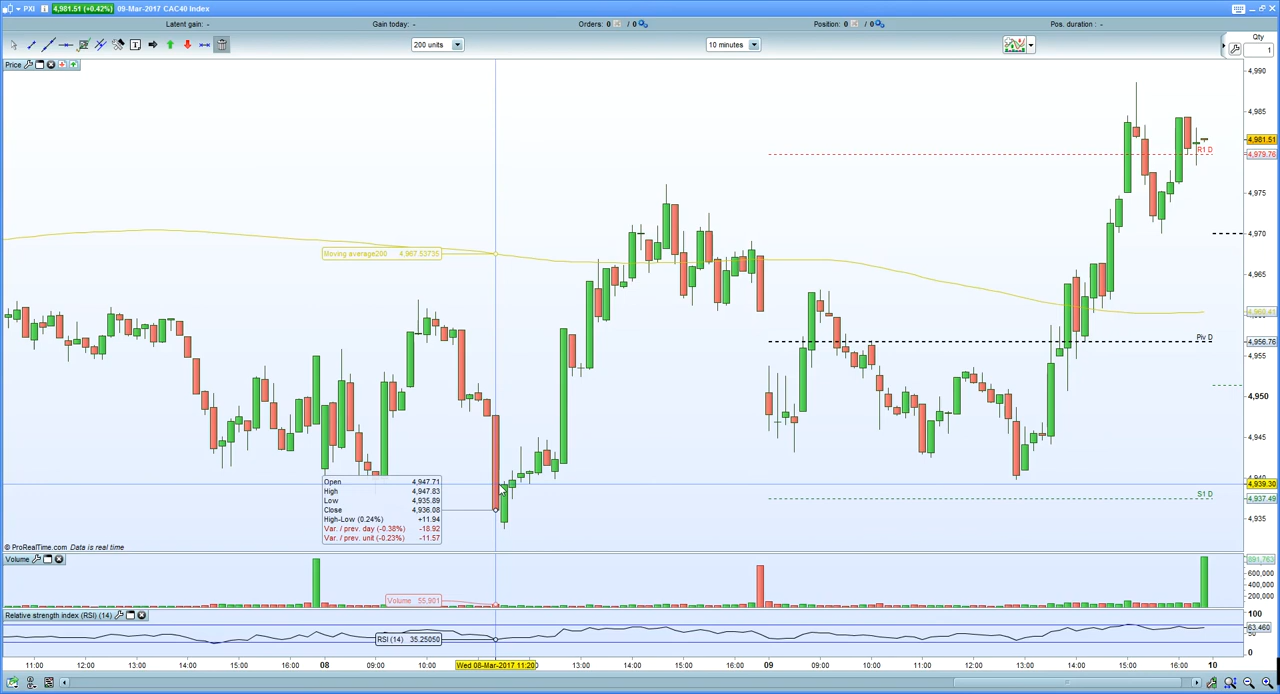 PXI 4,981.51 (+0.42%) 09-Mar-2017 CAC40 Index
Latent gain: - Gain today: - Orders: 0 / 0 Position: 0 / 0 Pos. duration : -
200 units 10 minutes Qty
1
Price
4,990
4,985
4,981.51
R1 D
4,979.76
4,975
4,970
Moving average200 4,967.53735
4,965
4,960.41
Piv D
4,956.76
4,955
4,950
4,945
Open 4,947.71
High 4,947.83
Low 4,935.89
Close 4,936.08
High-Low (0.24%) +11.94
Var. / prev. day (-0.38%) -18.92
Var. / prev. unit (-0.23%) -11.57
4,939.30
S1 D
4,937.49
4,935
© ProRealTime.com Data is real time
Volume
600,000
400,000
200,000
Volume 55,901
Relative strength index (RSI) (14)
100
63.460
50
0
RSI (14) 35.25050
11:00 12:00 13:00 14:00 15:00 16:00 08 09:00 10:00 Wed 08-Mar-2017 11:20 13:00 14:00 15:00 16:00 09 09:00 10:00 11:00 12:00 13:00 14:00 15:00 16:00 10